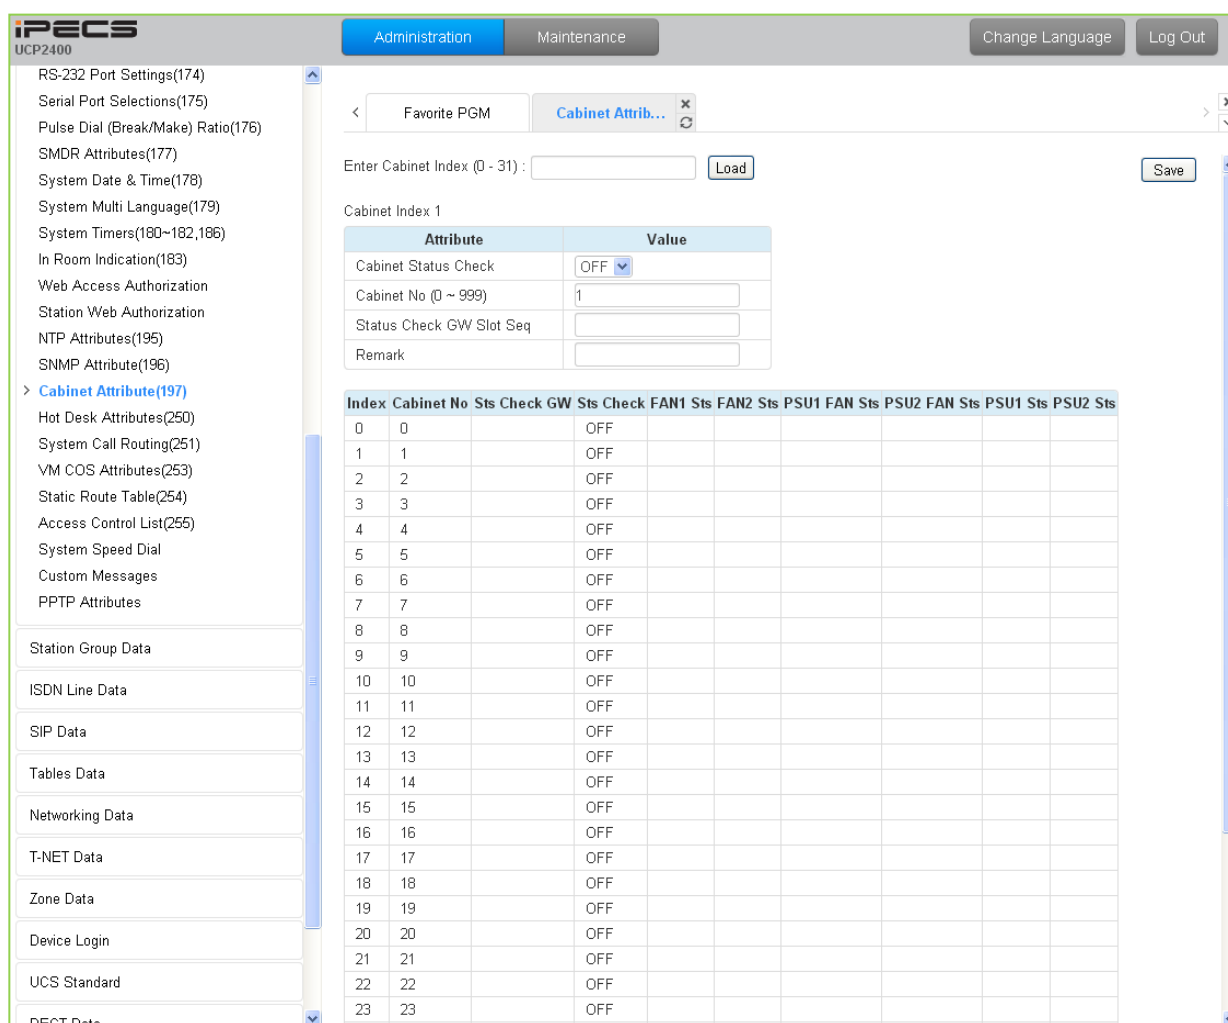 iPECS
UCP2400
Administration
Maintenance
Change Language
Log Out
RS-232 Port Settings(174)
Serial Port Selections(175)
Pulse Dial (Break/Make) Ratio(176)
SMDR Attributes(177)
System Date & Time(178)
System Multi Language(179)
System Timers(180~182,186)
In Room Indication(183)
Web Access Authorization
Station Web Authorization
NTP Attributes(195)
SNMP Attribute(196)
> Cabinet Attribute(197)
Hot Desk Attributes(250)
System Call Routing(251)
VM COS Attributes(253)
Static Route Table(254)
Access Control List(255)
System Speed Dial
Custom Messages
PPTP Attributes
Station Group Data
ISDN Line Data
SIP Data
Tables Data
Networking Data
T-NET Data
Zone Data
Device Login
UCS Standard
DECT Data
Favorite PGM
Cabinet Attrib...
Enter Cabinet Index (0 - 31) :
Load
Save
Cabinet Index 1
Attribute Value
Cabinet Status Check OFF
Cabinet No (0 ~ 999) 1
Status Check GW Slot Seq
Remark
Index Cabinet No Sts Check GW Sts Check FAN1 Sts FAN2 Sts PSU1 FAN Sts PSU2 FAN Sts PSU1 Sts PSU2 Sts
0 0 OFF
1 1 OFF
2 2 OFF
3 3 OFF
4 4 OFF
5 5 OFF
6 6 OFF
7 7 OFF
8 8 OFF
9 9 OFF
10 10 OFF
11 11 OFF
12 12 OFF
13 13 OFF
14 14 OFF
15 15 OFF
16 16 OFF
17 17 OFF
18 18 OFF
19 19 OFF
20 20 OFF
21 21 OFF
22 22 OFF
23 23 OFF